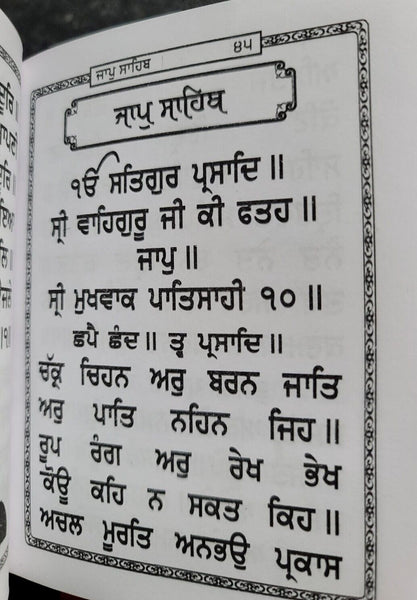 ਜਾਪੁ ਸਾਹਿਬ ੪੫
ਜਾਪੁ ਸਾਹਿਬ
ੴ ਸਤਿਗੁਰ ਪ੍ਰਸਾਦਿ ॥
ਸ੍ਰੀ ਵਾਹਿਗੁਰੂ ਜੀ ਕੀ ਫਤਹ ॥
ਜਾਪੁ ॥
ਸ੍ਰੀ ਮੁਖਵਾਕ ਪਾਤਿਸਾਹੀ ੧੦ ॥
ਛਪੈ ਛੰਦ ॥ ਤ੍ਵ ਪ੍ਰਸਾਦਿ ॥
ਚੱਕ੍ਰ ਚਿਹਨ ਅਰੁ ਬਰਨ ਜਾਤਿ
ਅਰੁ ਪਾਤਿ ਨਹਿਨ ਜਿਹ ॥
ਰੂਪ ਰੰਗ ਅਰੁ ਰੇਖ ਭੇਖ
ਕੋਊ ਕਹਿ ਨ ਸਕਤ ਕਿਹ ॥
ਅਚਲ ਮੂਰਤਿ ਅਨਭਉ ਪ੍ਰਕਾਸ